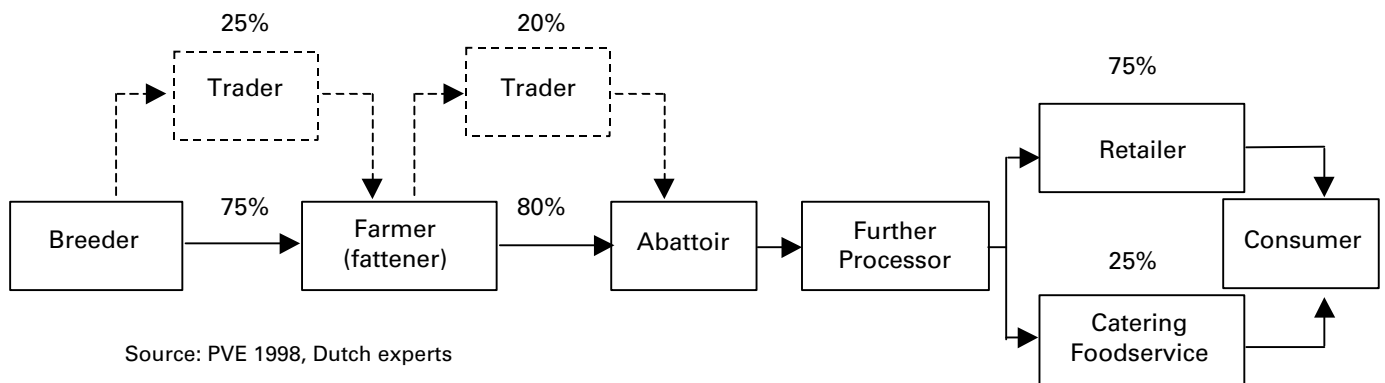 25%
20%
75%
Trader
Trader
Retailer
75%
80%
Breeder
Farmer
(fattener)
Abattoir
Further
Processor
Consumer
25%
Catering
Foodservice
Source: PVE 1998, Dutch experts